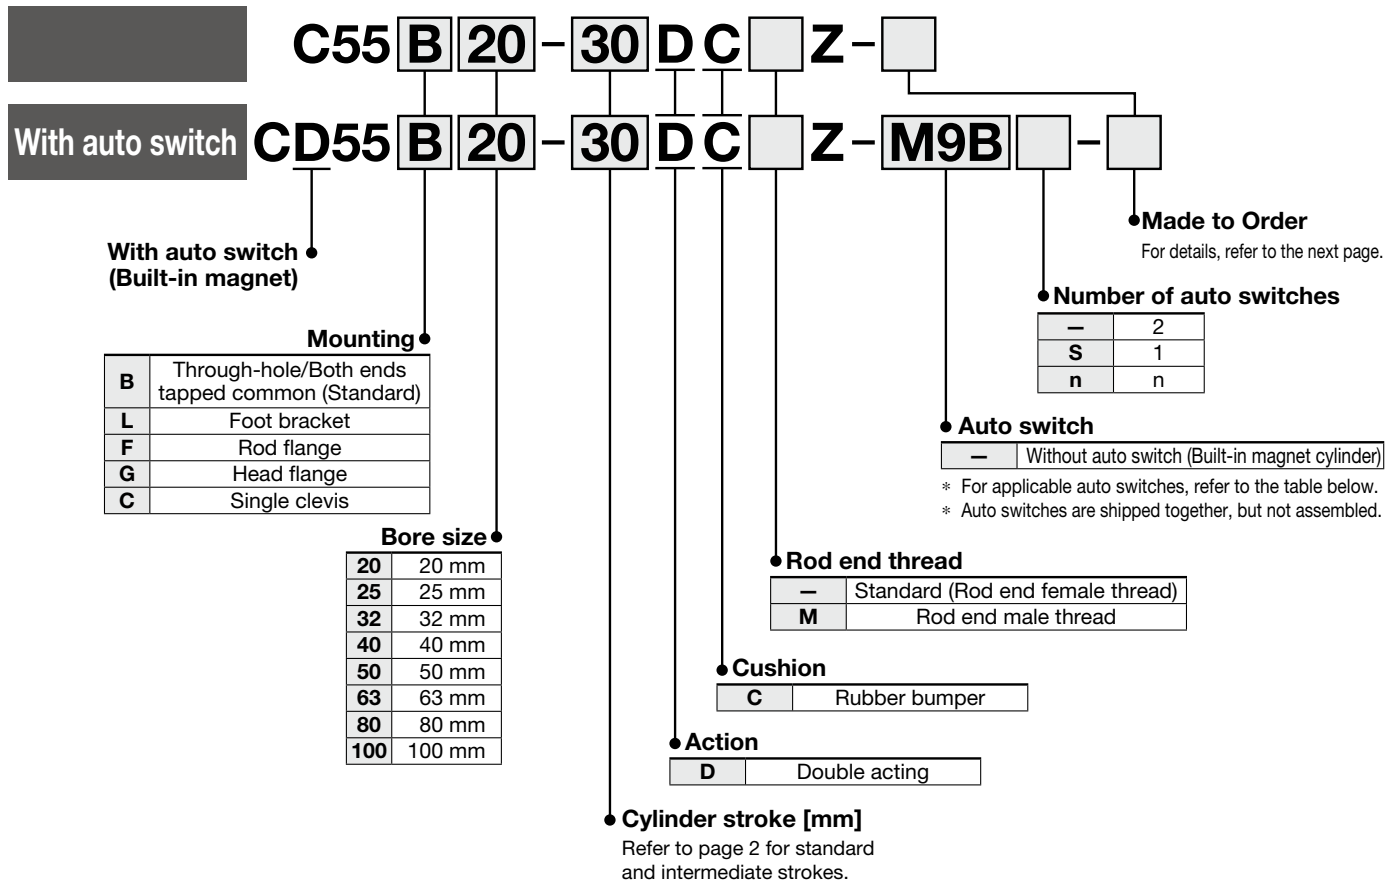 C55 B 20 - 30 D C Z -
With auto switch CD55 B 20 - 30 D C Z - M9B -
With auto switch
(Built-in magnet)
Made to Order
For details, refer to the next page.
Number of auto switches
— 2
S 1
n n
Mounting
B Through-hole/Both ends
tapped common (Standard)
L Foot bracket
F Rod flange
G Head flange
C Single clevis
Auto switch
— Without auto switch (Built-in magnet cylinder)
* For applicable auto switches, refer to the table below.
* Auto switches are shipped together, but not assembled.
Bore size
20 20 mm
25 25 mm
32 32 mm
40 40 mm
50 50 mm
63 63 mm
80 80 mm
100 100 mm
Rod end thread
— Standard (Rod end female thread)
M Rod end male thread
Cushion
C Rubber bumper
Action
D Double acting
Cylinder stroke [mm]
Refer to page 2 for standard
and intermediate strokes.